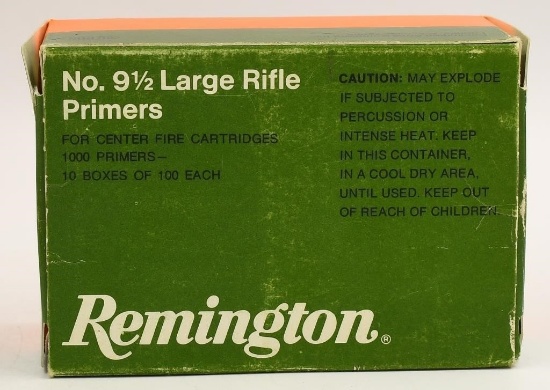 No. 9½ Large Rifle
Primers
FOR CENTER FIRE CARTRIDGES
1000 PRIMERS—
10 BOXES OF 100 EACH
CAUTION: MAY EXPLODE
IF SUBJECTED TO
PERCUSSION OR
INTENSE HEAT. KEEP
IN THIS CONTAINER,
IN A COOL DRY AREA,
UNTIL USED. KEEP OUT
OF REACH OF CHILDREN.
Remington®